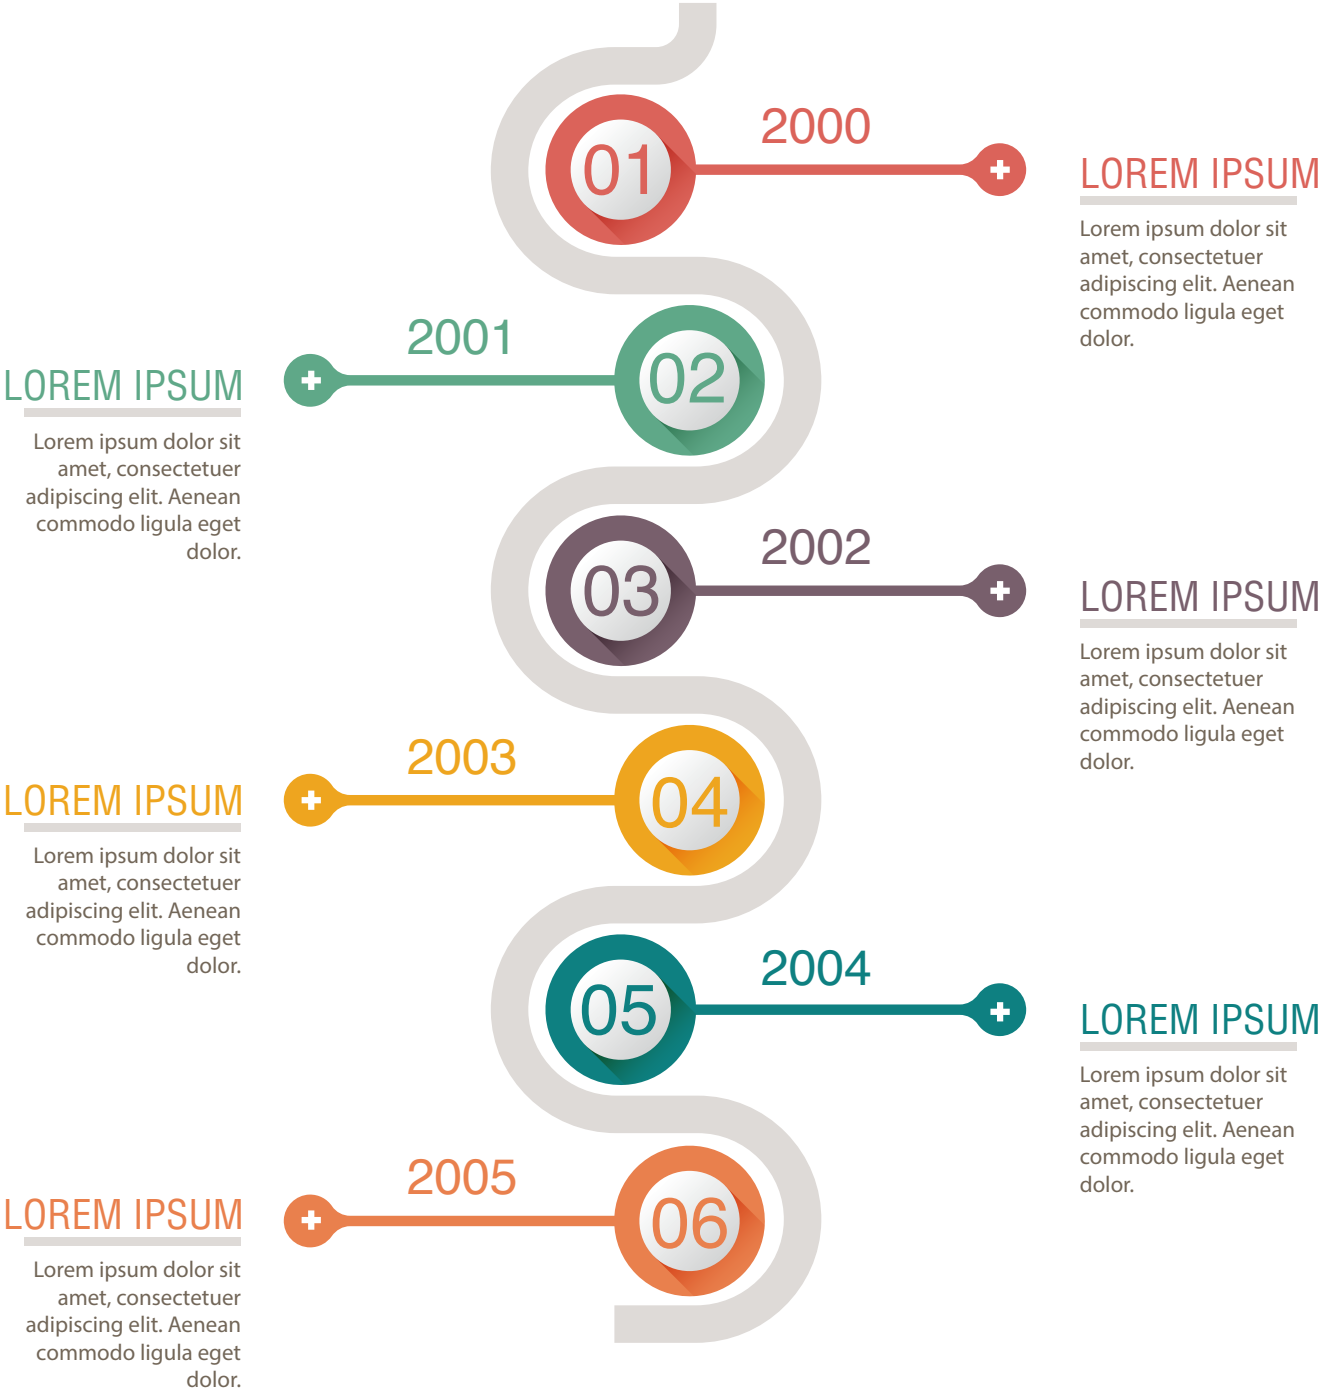 2000
01
LOREM IPSUM
Lorem ipsum dolor sit
amet, consectetuer
adipiscing elit. Aenean
commodo ligula eget
dolor.
2001
02
LOREM IPSUM
Lorem ipsum dolor sit
amet, consectetuer
adipiscing elit. Aenean
commodo ligula eget
dolor.
2002
03
LOREM IPSUM
Lorem ipsum dolor sit
amet, consectetuer
adipiscing elit. Aenean
commodo ligula eget
dolor.
2003
04
LOREM IPSUM
Lorem ipsum dolor sit
amet, consectetuer
adipiscing elit. Aenean
commodo ligula eget
dolor.
2004
05
LOREM IPSUM
Lorem ipsum dolor sit
amet, consectetuer
adipiscing elit. Aenean
commodo ligula eget
dolor.
2005
06
LOREM IPSUM
Lorem ipsum dolor sit
amet, consectetuer
adipiscing elit. Aenean
commodo ligula eget
dolor.